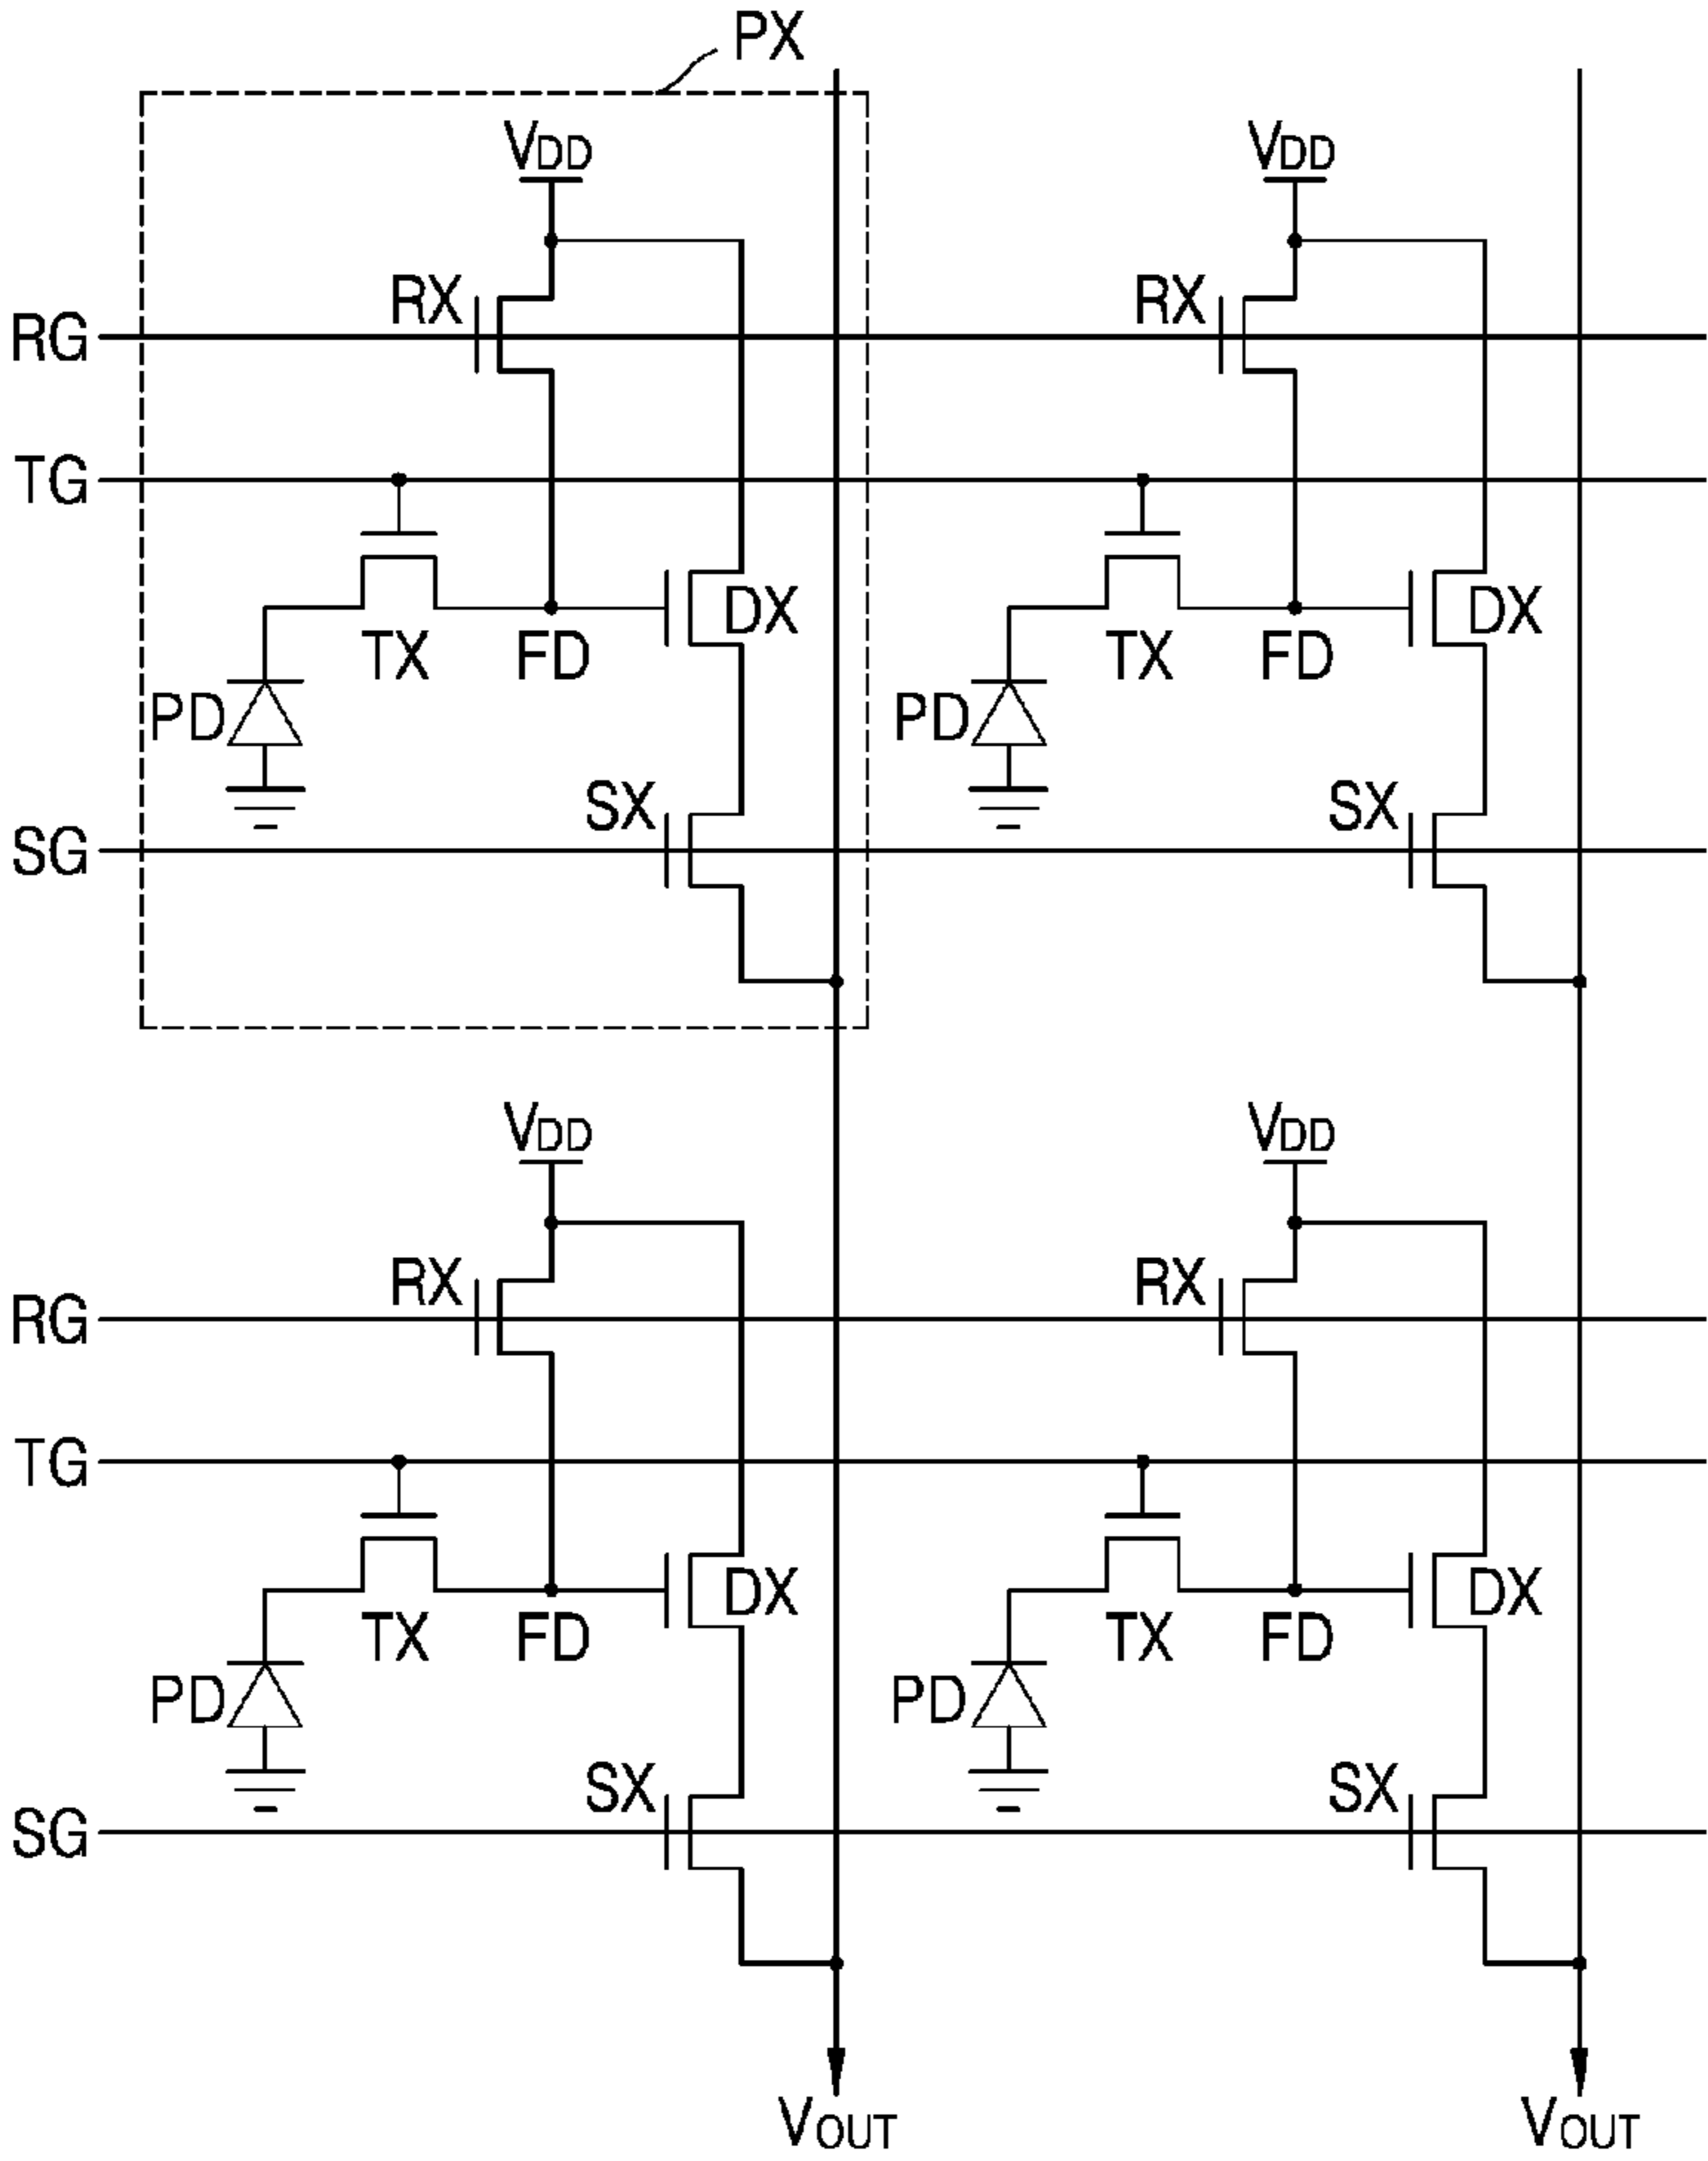 PX
VDD VDD
RX RX
RG
TG
DX DX
TX FD TX FD
PD PD
SX SX
SG
VDD VDD
RX RX
RG
TG
DX DX
TX FD TX FD
PD PD
SX SX
SG
VOUT VOUT